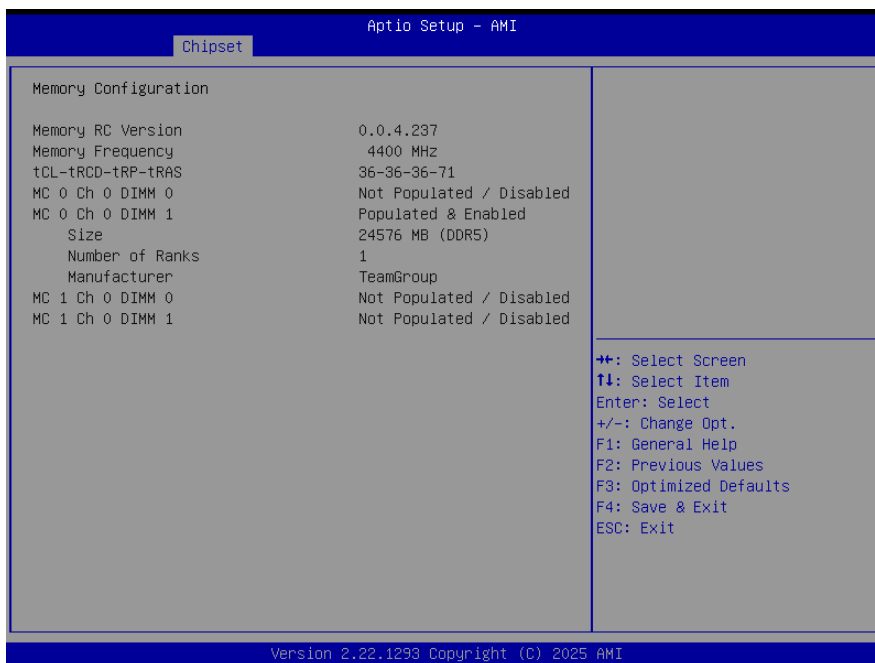 Aptio Setup – AMI
Chipset
Memory Configuration
Memory RC Version 0.0.4.237
Memory Frequency 4400 MHz
tCL-tRCD-tRP-tRAS 36-36-36-71
MC 0 Ch 0 DIMM 0 Not Populated / Disabled
MC 0 Ch 0 DIMM 1 Populated & Enabled
Size 24576 MB (DDR5)
Number of Ranks 1
Manufacturer TeamGroup
MC 1 Ch 0 DIMM 0 Not Populated / Disabled
MC 1 Ch 0 DIMM 1 Not Populated / Disabled
→←: Select Screen
↑↓: Select Item
Enter: Select
+/-: Change Opt.
F1: General Help
F2: Previous Values
F3: Optimized Defaults
F4: Save & Exit
ESC: Exit
Version 2.22.1293 Copyright (C) 2025 AMI